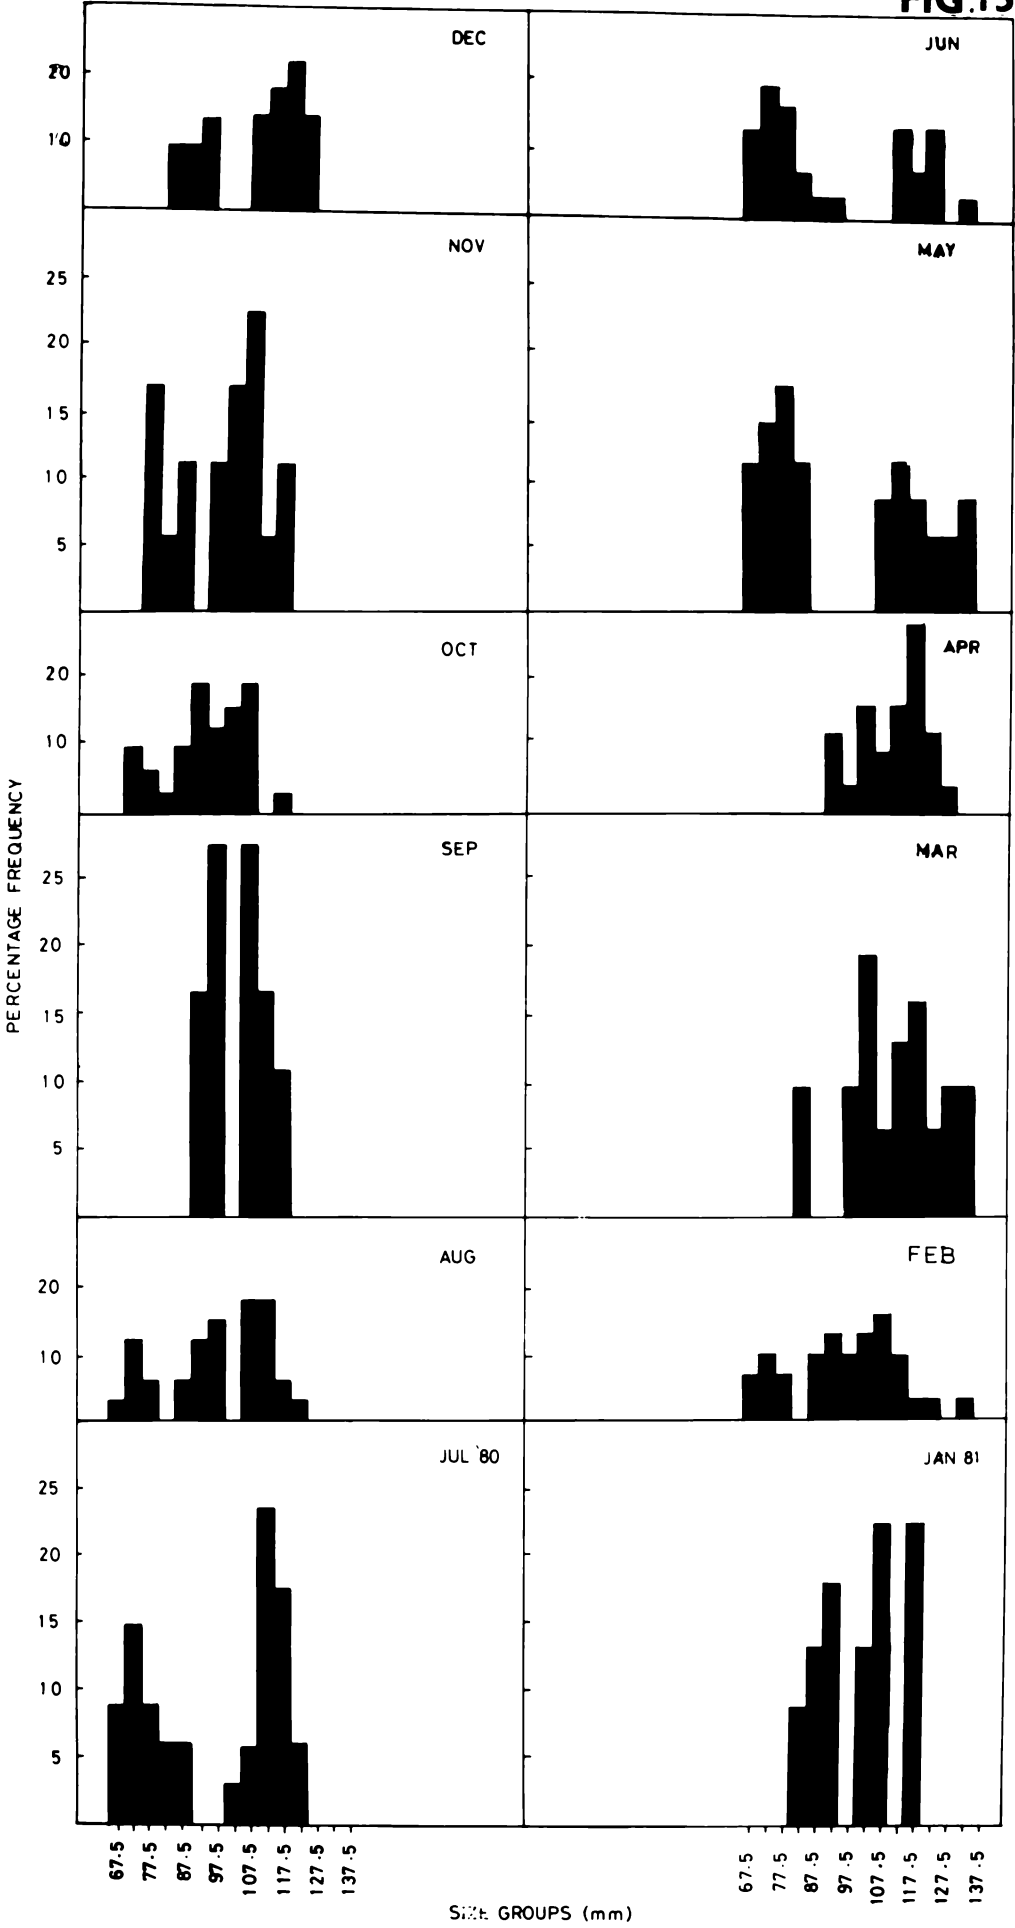 FIG.15
DEC
JUN
20
10
NOV
MAY
25
20
15
10
5
OCT
APR
20
10
SEP
MAR
25
20
15
10
5
AUG
FEB
20
10
JUL '80
JAN 81
25
20
15
10
5
PERCENTAGE FREQUENCY
67.5 77.5 87.5 97.5 107.5 117.5 127.5 137.5
67.5 77.5 87.5 97.5 107.5 117.5 127.5 137.5
SIZE GROUPS (mm)